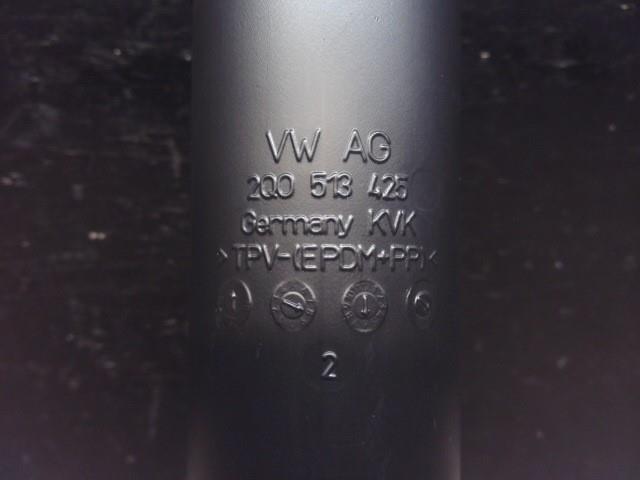 VW AG
2Q0 513 425
Germany KVK
>TPV-(EPDM+PP)<
2